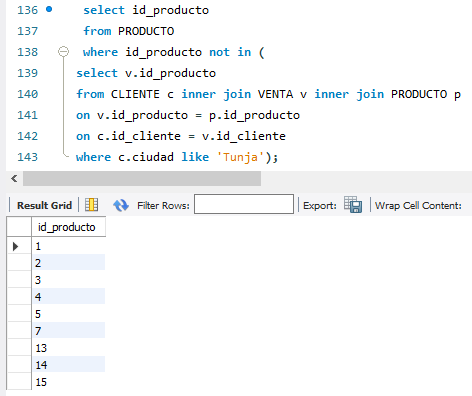 136 select id_producto
137 from PRODUCTO
138 where id_producto not in (
139 select v.id_producto
140 from CLIENTE c inner join VENTA v inner join PRODUCTO p
141 on v.id_producto = p.id_producto
142 on c.id_cliente = v.id_cliente
143 where c.ciudad like 'Tunja');
Result Grid Filter Rows: Export: Wrap Cell Content:
id_producto
1
2
3
4
5
7
13
14
15